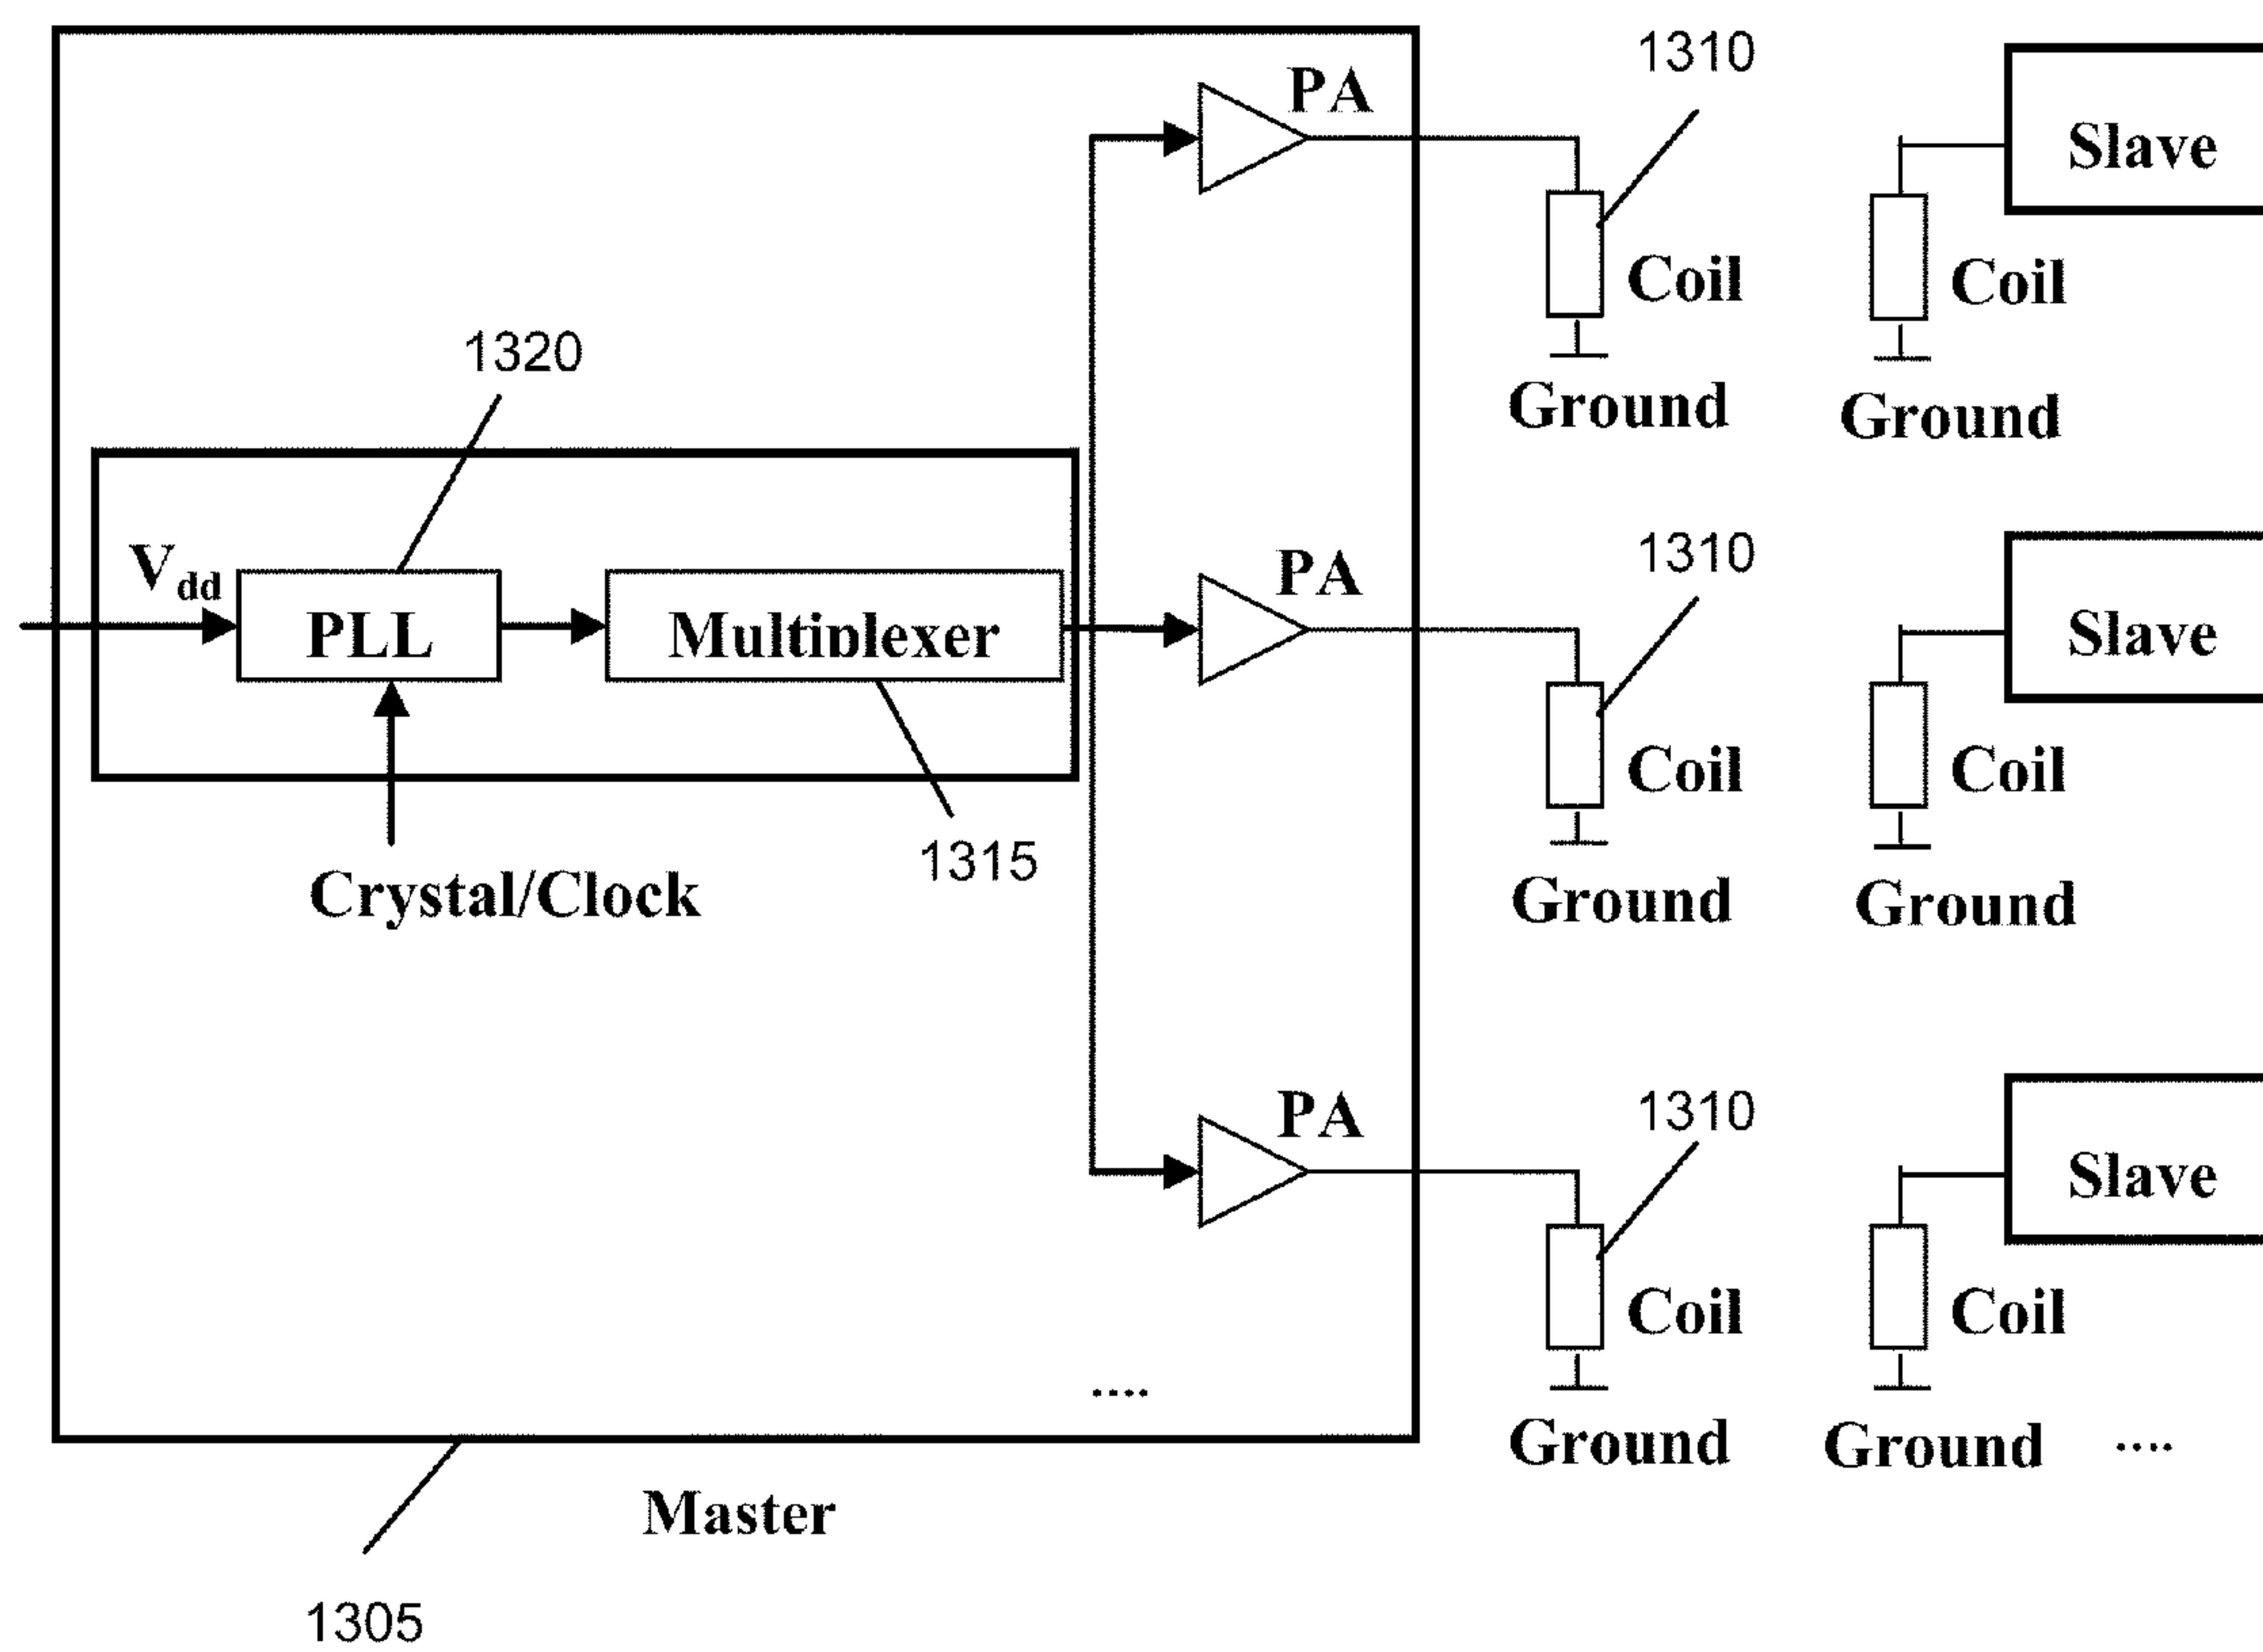 1310
PA
Slave
Coil
Coil
Ground
Ground
1320
1310
Vdd
PA
Slave
PLL
Multiplexer
Coil
Coil
1315
Crystal/Clock
Ground
Ground
1310
PA
Slave
Coil
Coil
....
Ground
Ground
....
Master
1305